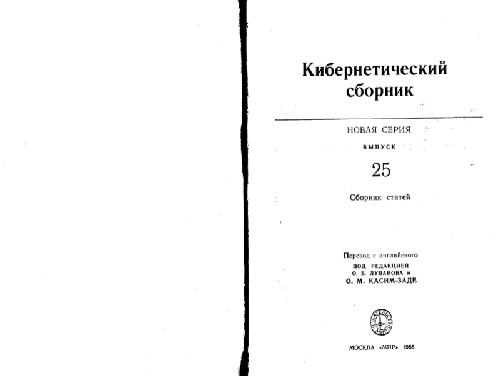 Кибернетический
сборник
НОВАЯ СЕРИЯ
ВЫПУСК
25
Сборник статей
Перевод с английского
ПОД РЕДАКЦИЕЙ
О. Б. ЛУПАНОВА и
О. М. КАСИМ-ЗАДЕ
МОСКВА «МИР» 1988